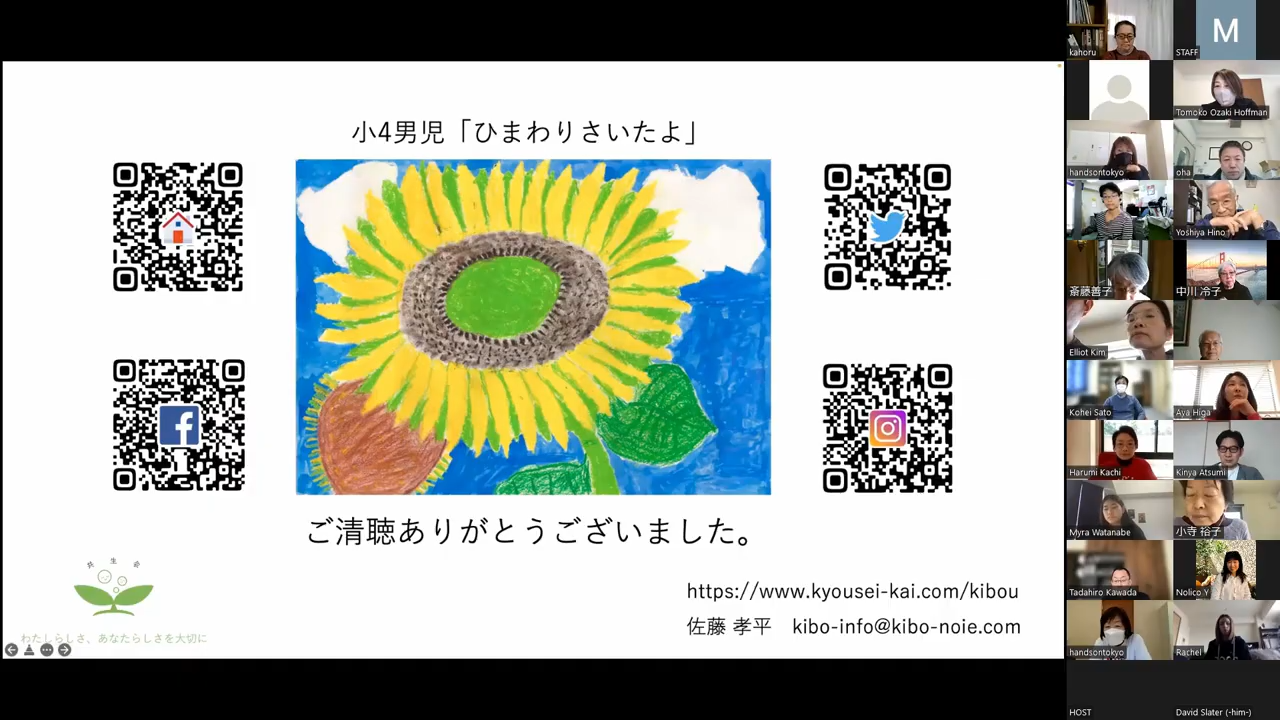 小4男児「ひまわりさいたよ」
ご清聴ありがとうございました。
共生会
わたしらしさ、あなたらしさを大切に
https://www.kyousei-kai.com/kibou
佐藤 孝平 kibo-info@kibo-noie.com
kahoru
M
STAFF
Tomoko Ozaki Hoffman
handsontokyo
oha
Yoshiya Hino
斎藤善子
中川 冷子
Elliot Kim
Kohei Sato
Aya Higa
Harumi Kachi
Kinya Atsumi
Myra Watanabe
小寺 裕子
Tadahiro Kawada
Nolico Y
handsontokyo
Rachel
HOST
David Slater (-him-)